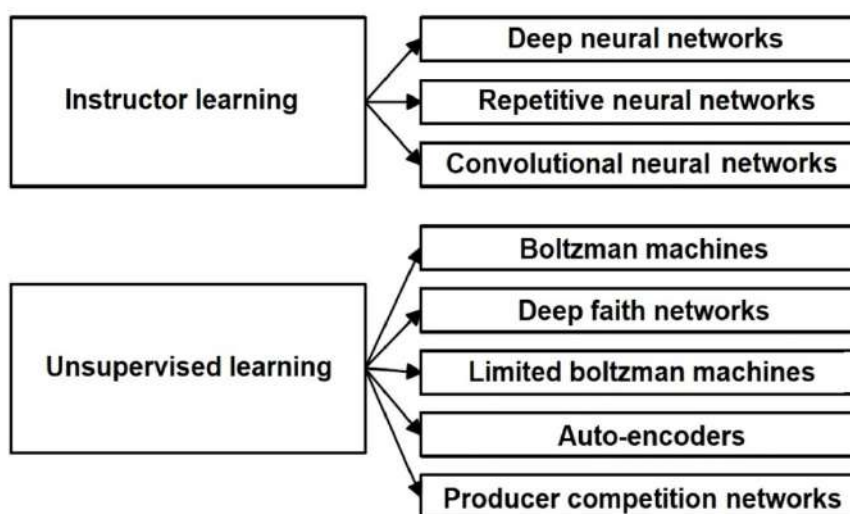 Instructor learning
Deep neural networks
Repetitive neural networks
Convolutional neural networks
Unsupervised learning
Boltzman machines
Deep faith networks
Limited boltzman machines
Auto-encoders
Producer competition networks